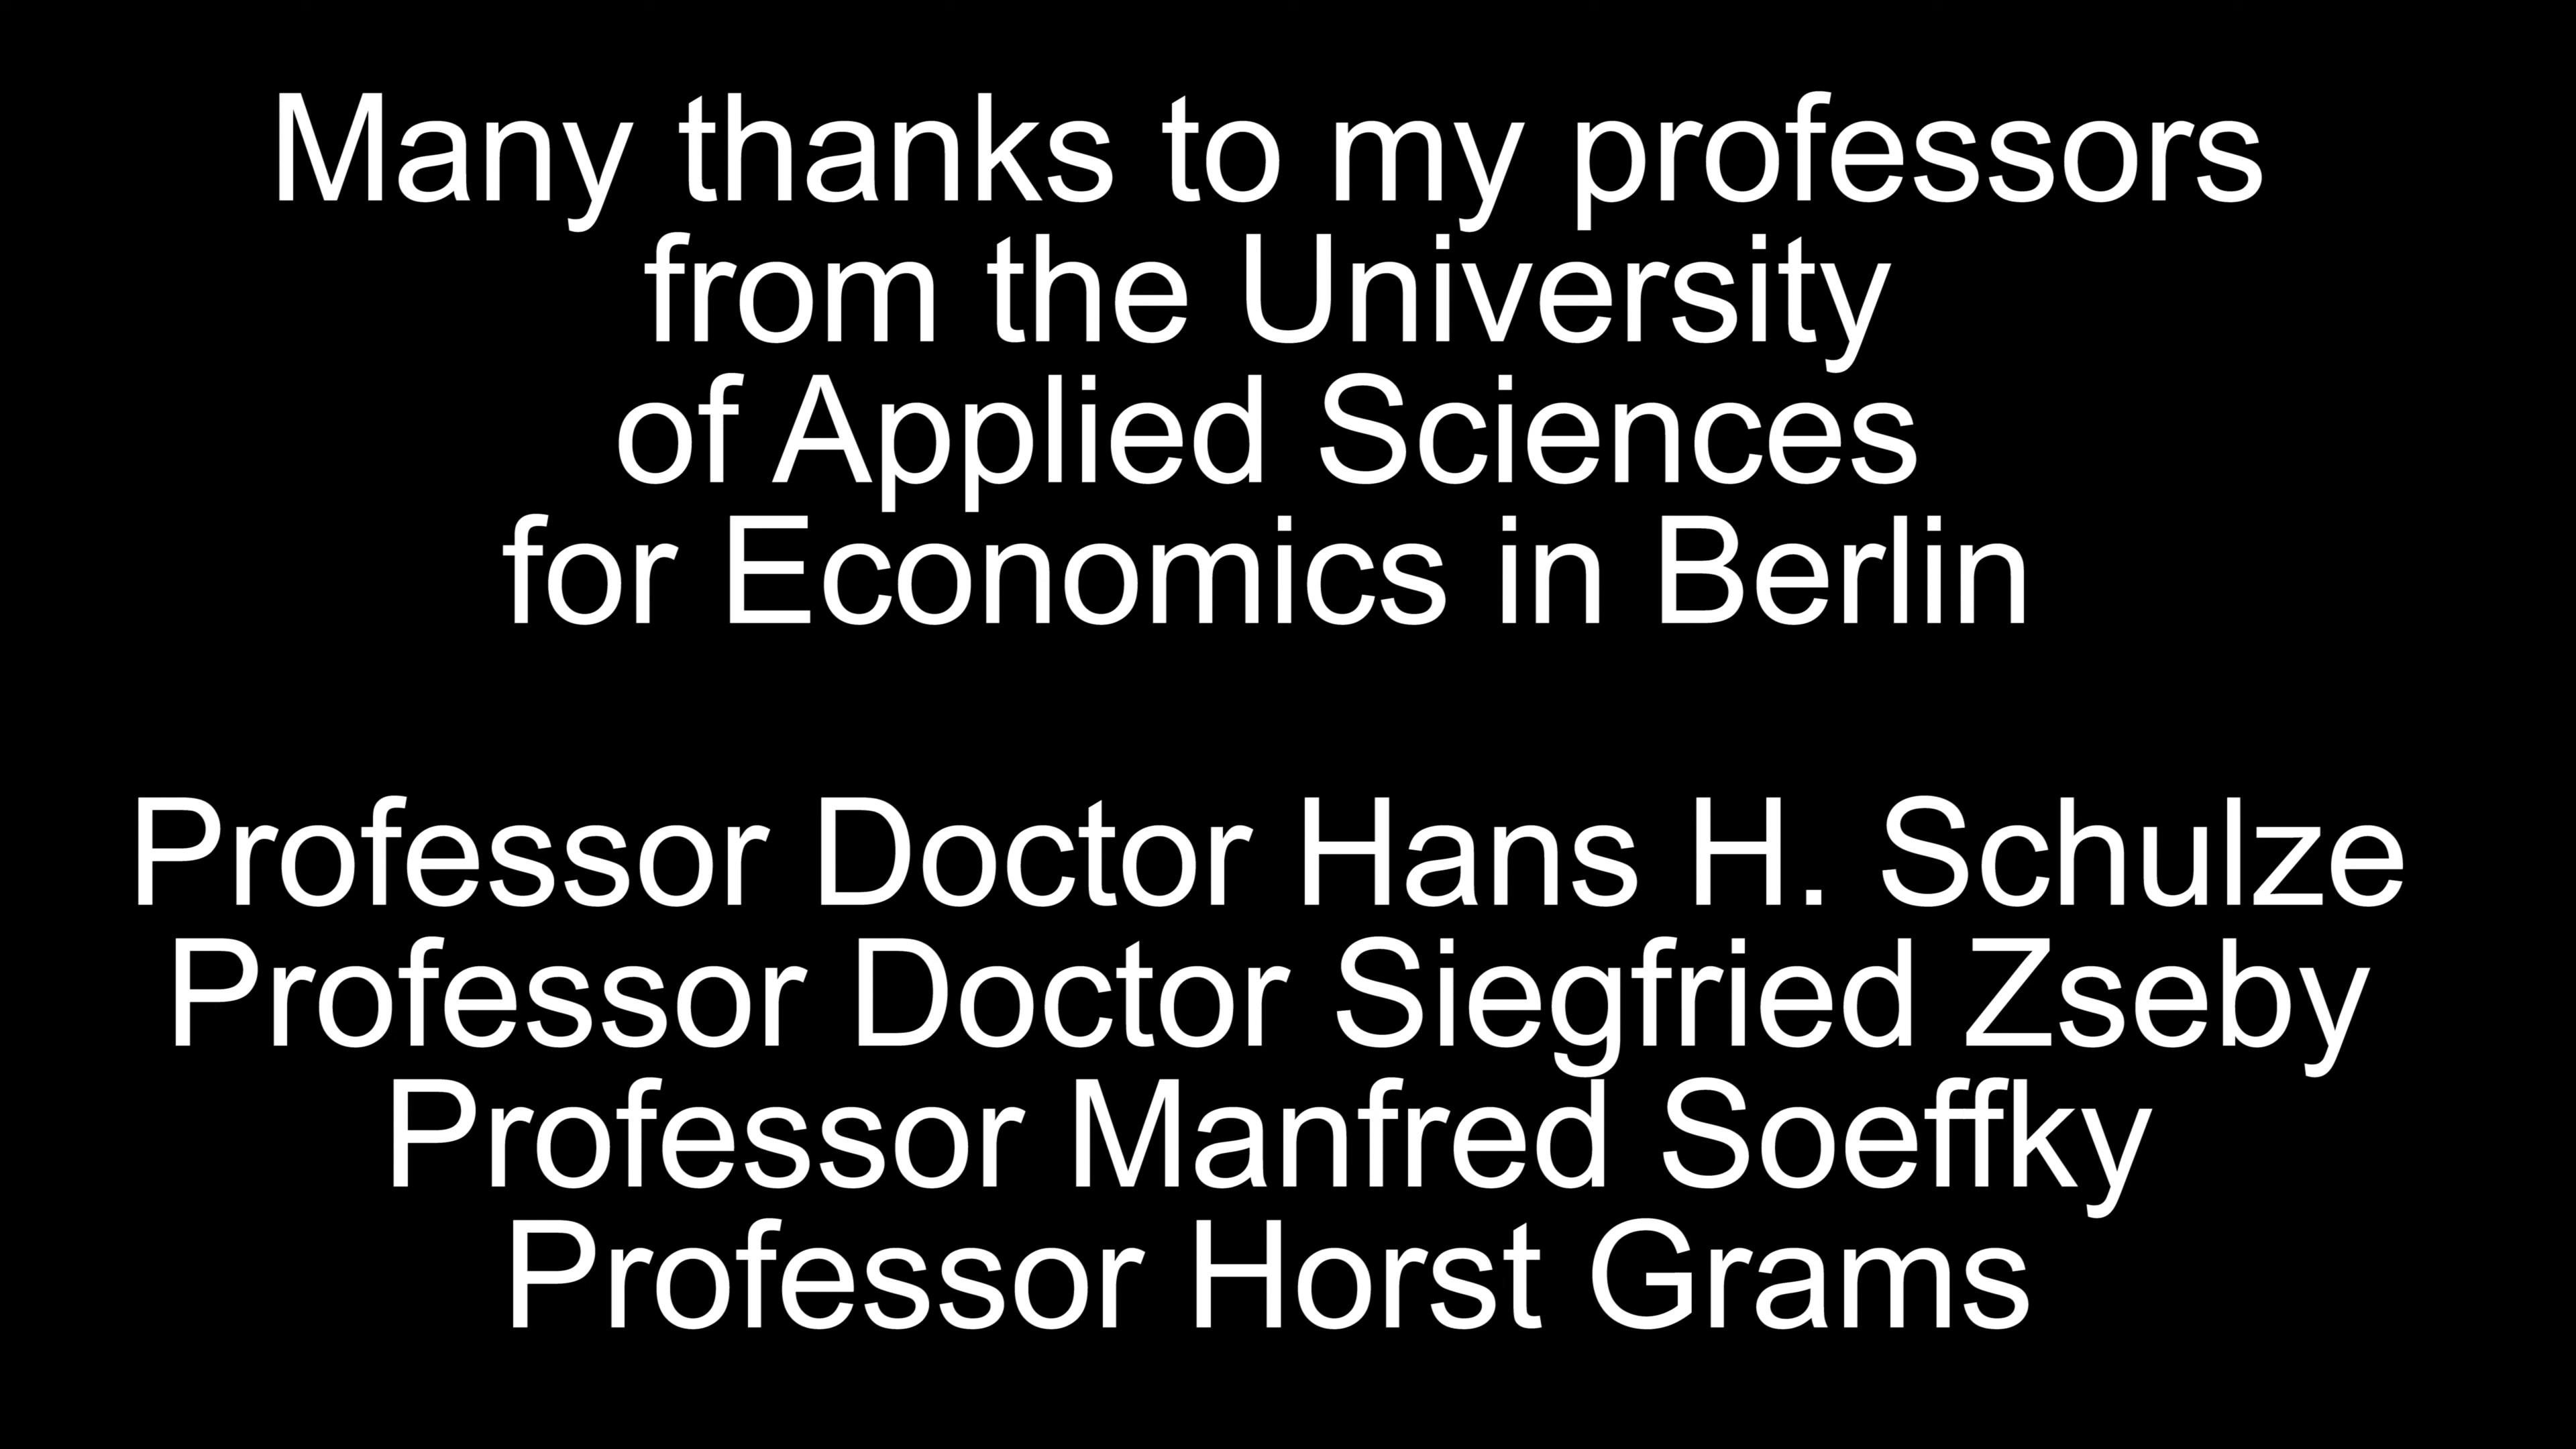 Many thanks to my professors
from the University
of Applied Sciences
for Economics in Berlin
Professor Doctor Hans H. Schulze
Professor Doctor Siegfried Zseby
Professor Manfred Soeffky
Professor Horst Grams